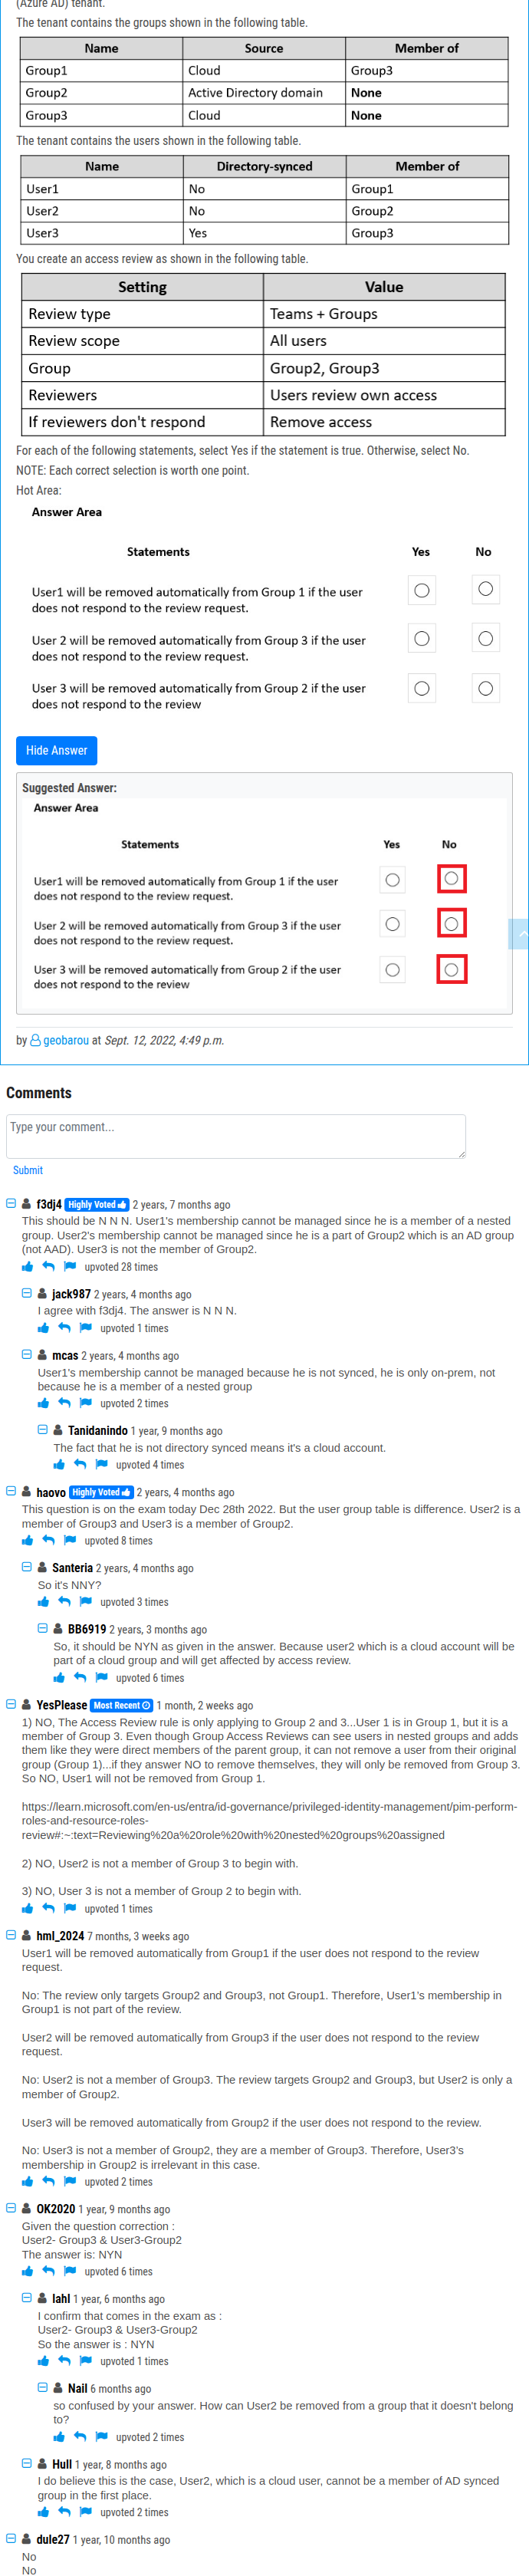 (Azure AD) tenant.
The tenant contains the groups shown in the following table.
Name Source Member of
Group1 Cloud Group3
Group2 Active Directory domain None
Group3 Cloud None
The tenant contains the users shown in the following table.
Name Directory-synced Member of
User1 No Group1
User2 No Group2
User3 Yes Group3
You create an access review as shown in the following table.
Setting Value
Review type Teams + Groups
Review scope All users
Group Group2, Group3
Reviewers Users review own access
If reviewers don't respond Remove access
For each of the following statements, select Yes if the statement is true. Otherwise, select No.
NOTE: Each correct selection is worth one point.
Hot Area:
Answer Area
Statements Yes No
User1 will be removed automatically from Group 1 if the user
does not respond to the review request.
User 2 will be removed automatically from Group 3 if the user
does not respond to the review request.
User 3 will be removed automatically from Group 2 if the user
does not respond to the review
Hide Answer
Suggested Answer:
Answer Area
Statements Yes No
User1 will be removed automatically from Group 1 if the user
does not respond to the review request.
User 2 will be removed automatically from Group 3 if the user
does not respond to the review request.
User 3 will be removed automatically from Group 2 if the user
does not respond to the review
by geobarou at Sept. 12, 2022, 4:49 p.m.
Comments
Type your comment...
Submit
f3dj4 Highly Voted 2 years, 7 months ago
This should be N N N. User1's membership cannot be managed since he is a member of a nested
group. User2's membership cannot be managed since he is a part of Group2 which is an AD group
(not AAD). User3 is not the member of Group2.
upvoted 28 times
jack987 2 years, 4 months ago
I agree with f3dj4. The answer is N N N.
upvoted 1 times
mcas 2 years, 4 months ago
User1's membership cannot be managed because he is not synced, he is only on-prem, not
because he is a member of a nested group
upvoted 2 times
Tanidanindo 1 year, 9 months ago
The fact that he is not directory synced means it's a cloud account.
upvoted 4 times
haovo Highly Voted 2 years, 4 months ago
This question is on the exam today Dec 28th 2022. But the user group table is difference. User2 is a
member of Group3 and User3 is a member of Group2.
upvoted 8 times
Santeria 2 years, 4 months ago
So it's NNY?
upvoted 3 times
BB6919 2 years, 3 months ago
So, it should be NYN as given in the answer. Because user2 which is a cloud account will be
part of a cloud group and will get affected by access review.
upvoted 6 times
YesPlease Most Recent 1 month, 2 weeks ago
1) NO, The Access Review rule is only applying to Group 2 and 3...User 1 is in Group 1, but it is a
member of Group 3. Even though Group Access Reviews can see users in nested groups and adds
them like they were direct members of the parent group, it can not remove a user from their original
group (Group 1)...if they answer NO to remove themselves, they will only be removed from Group 3.
So NO, User1 will not be removed from Group 1.
https://learn.microsoft.com/en-us/entra/id-governance/privileged-identity-management/pim-perform-
roles-and-resource-roles-
review#:~:text=Reviewing%20a%20role%20with%20nested%20groups%20assigned
2) NO, User2 is not a member of Group 3 to begin with.
3) NO, User 3 is not a member of Group 2 to begin with.
upvoted 1 times
hml_2024 7 months, 3 weeks ago
User1 will be removed automatically from Group1 if the user does not respond to the review
request.
No: The review only targets Group2 and Group3, not Group1. Therefore, User1's membership in
Group1 is not part of the review.
User2 will be removed automatically from Group3 if the user does not respond to the review
request.
No: User2 is not a member of Group3. The review targets Group2 and Group3, but User2 is only a
member of Group2.
User3 will be removed automatically from Group2 if the user does not respond to the review.
No: User3 is not a member of Group2, they are a member of Group3. Therefore, User3's
membership in Group2 is irrelevant in this case.
upvoted 2 times
OK2020 1 year, 9 months ago
Given the question correction :
User2- Group3 & User3-Group2
The answer is: NYN
upvoted 6 times
lahl 1 year, 6 months ago
I confirm that comes in the exam as :
User2- Group3 & User3-Group2
So the answer is : NYN
upvoted 1 times
Nail 6 months ago
so confused by your answer. How can User2 be removed from a group that it doesn't belong
to?
upvoted 2 times
Hull 1 year, 8 months ago
I do believe this is the case, User2, which is a cloud user, cannot be a member of AD synced
group in the first place.
upvoted 2 times
dule27 1 year, 10 months ago
No
No